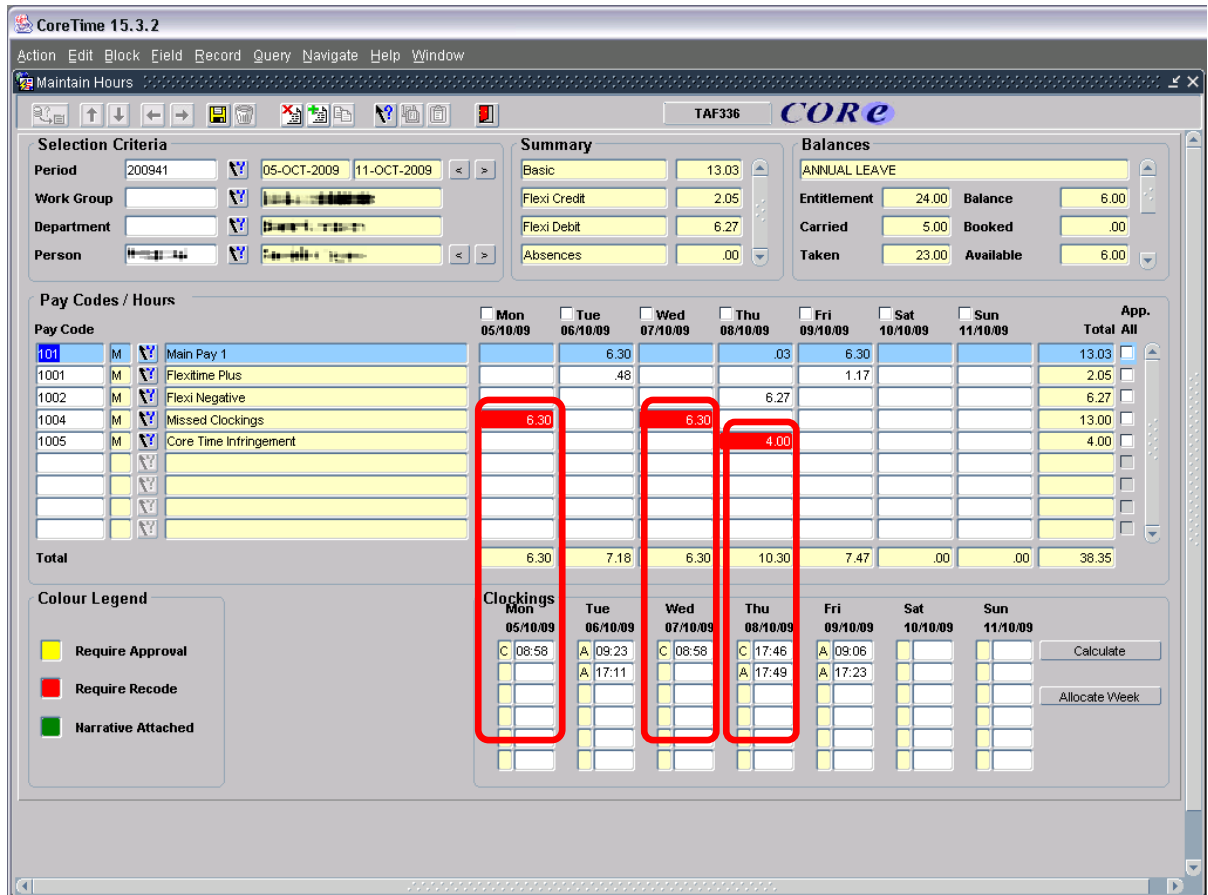 CoreTime 15.3.2
Action Edit Block Field Record Query Navigate Help Window
Maintain Hours
TAF336 CORe
Selection Criteria
Period 200941 05-OCT-2009 11-OCT-2009 < >
Work Group
Department
Person < >
Summary
Basic 13.03
Flexi Credit 2.05
Flexi Debit 6.27
Absences .00
Balances
ANNUAL LEAVE
Entitlement 24.00 Balance 6.00
Carried 5.00 Booked .00
Taken 23.00 Available 6.00
Pay Codes / Hours
Mon Tue Wed Thu Fri Sat Sun App.
Pay Code 05/10/09 06/10/09 07/10/09 08/10/09 09/10/09 10/10/09 11/10/09 Total All
101 M Main Pay 1 6.30 .03 6.30 13.03
1001 M Flexitime Plus .48 1.17 2.05
1002 M Flexi Negative 6.27 6.27
1004 M Missed Clockings 6.30 6.30 13.00
1005 M Core Time Infringement 4.00 4.00
Total 6.30 7.18 6.30 10.30 7.47 .00 .00 38.35
Colour Legend
Require Approval
Require Recode
Narrative Attached
Clockings
Mon Tue Wed Thu Fri Sat Sun
05/10/09 06/10/09 07/10/09 08/10/09 09/10/09 10/10/09 11/10/09
C 08:58 A 09:23 C 08:58 C 17:46 A 09:06 Calculate
A 17:11 A 17:49 A 17:23
Allocate Week